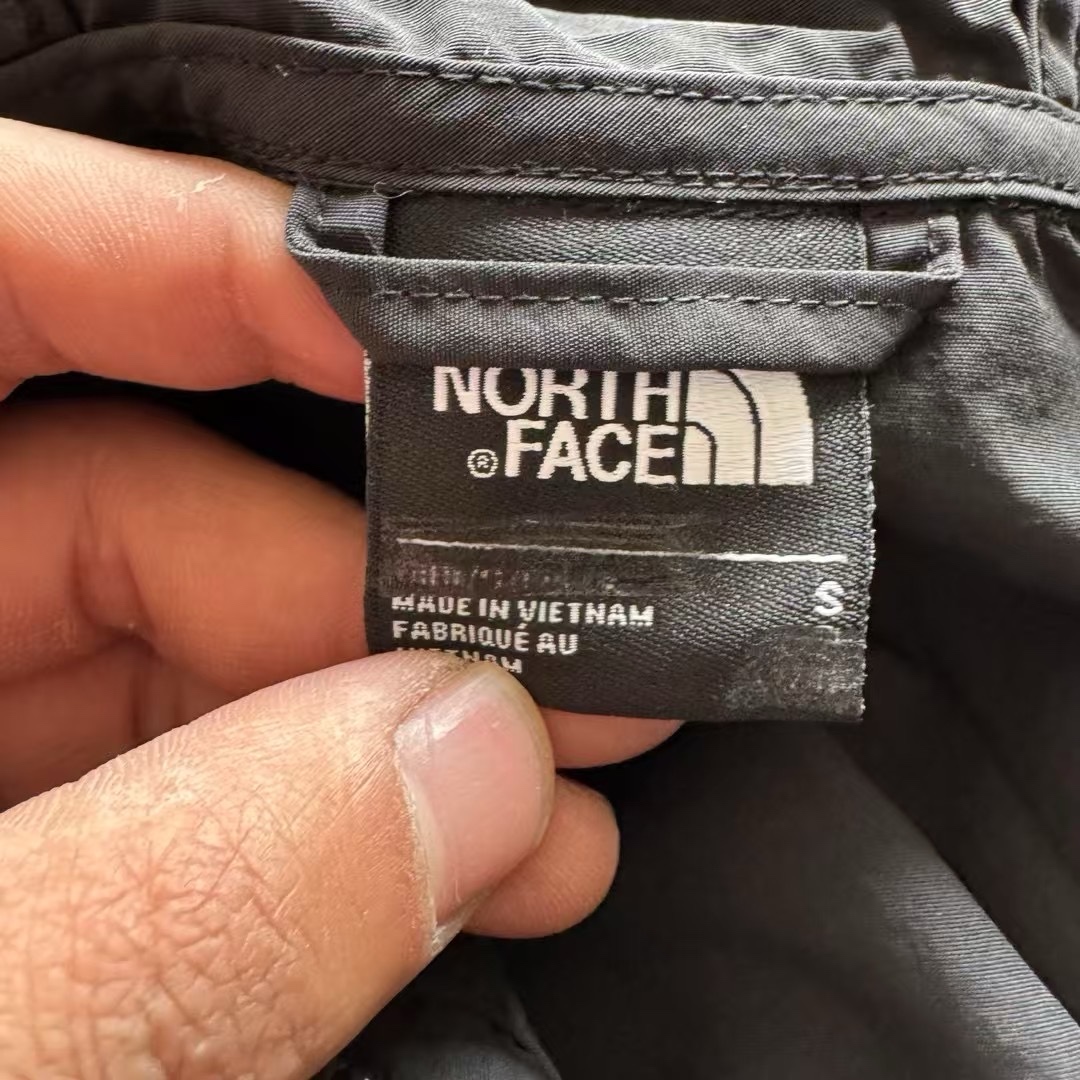 NORTH
®FACE
S
MADE IN VIETNAM
FABRIQUÉ AU